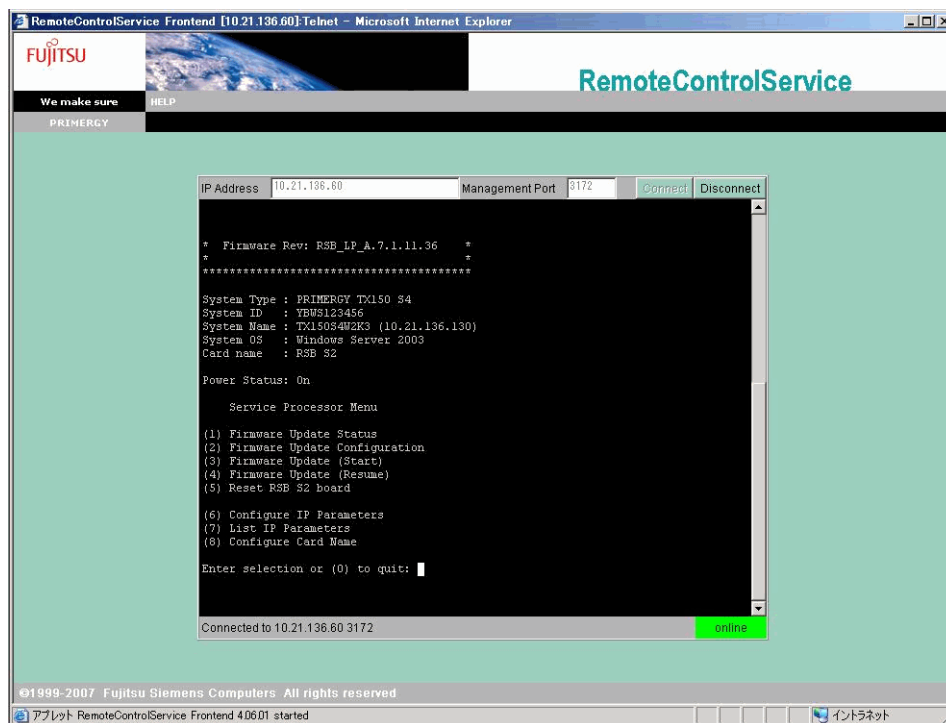 RemoteControlService Frontend [10.21.136.60]:Telnet - Microsoft Internet Explorer
FUJITSU
RemoteControlService
We make sure
HELP
PRIMERGY
IP Address 10.21.136.60 Management Port 3172 Connect Disconnect
* Firmware Rev: RSB_LP_A.7.1.11.36 *
* *
****************************************
System Type : PRIMERGY TX150 S4
System ID : YBWS123456
System Name : TX150S4W2K3 (10.21.136.130)
System OS : Windows Server 2003
Card name : RSB S2
Power Status: On
Service Processor Menu
(1) Firmware Update Status
(2) Firmware Update Configuration
(3) Firmware Update (Start)
(4) Firmware Update (Resume)
(5) Reset RSB S2 board
(6) Configure IP Parameters
(7) List IP Parameters
(8) Configure Card Name
Enter selection or (0) to quit:
Connected to 10.21.136.60 3172 online
©1999-2007 Fujitsu Siemens Computers All rights reserved
アプレット RemoteControlService Frontend 4.06.01 started イントラネット